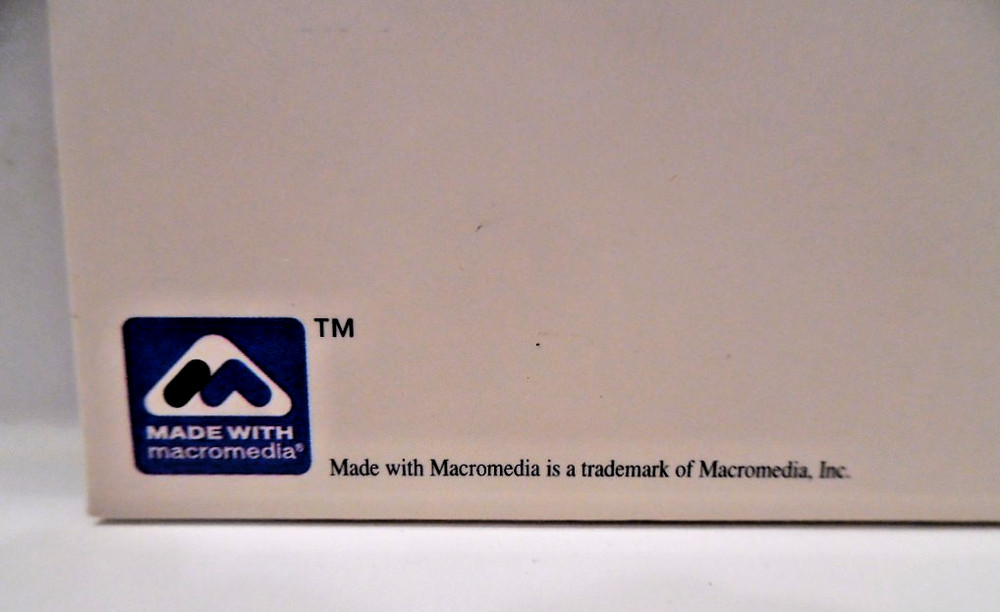 TM
MADE WITH
macromedia®
Made with Macromedia is a trademark of Macromedia, Inc.